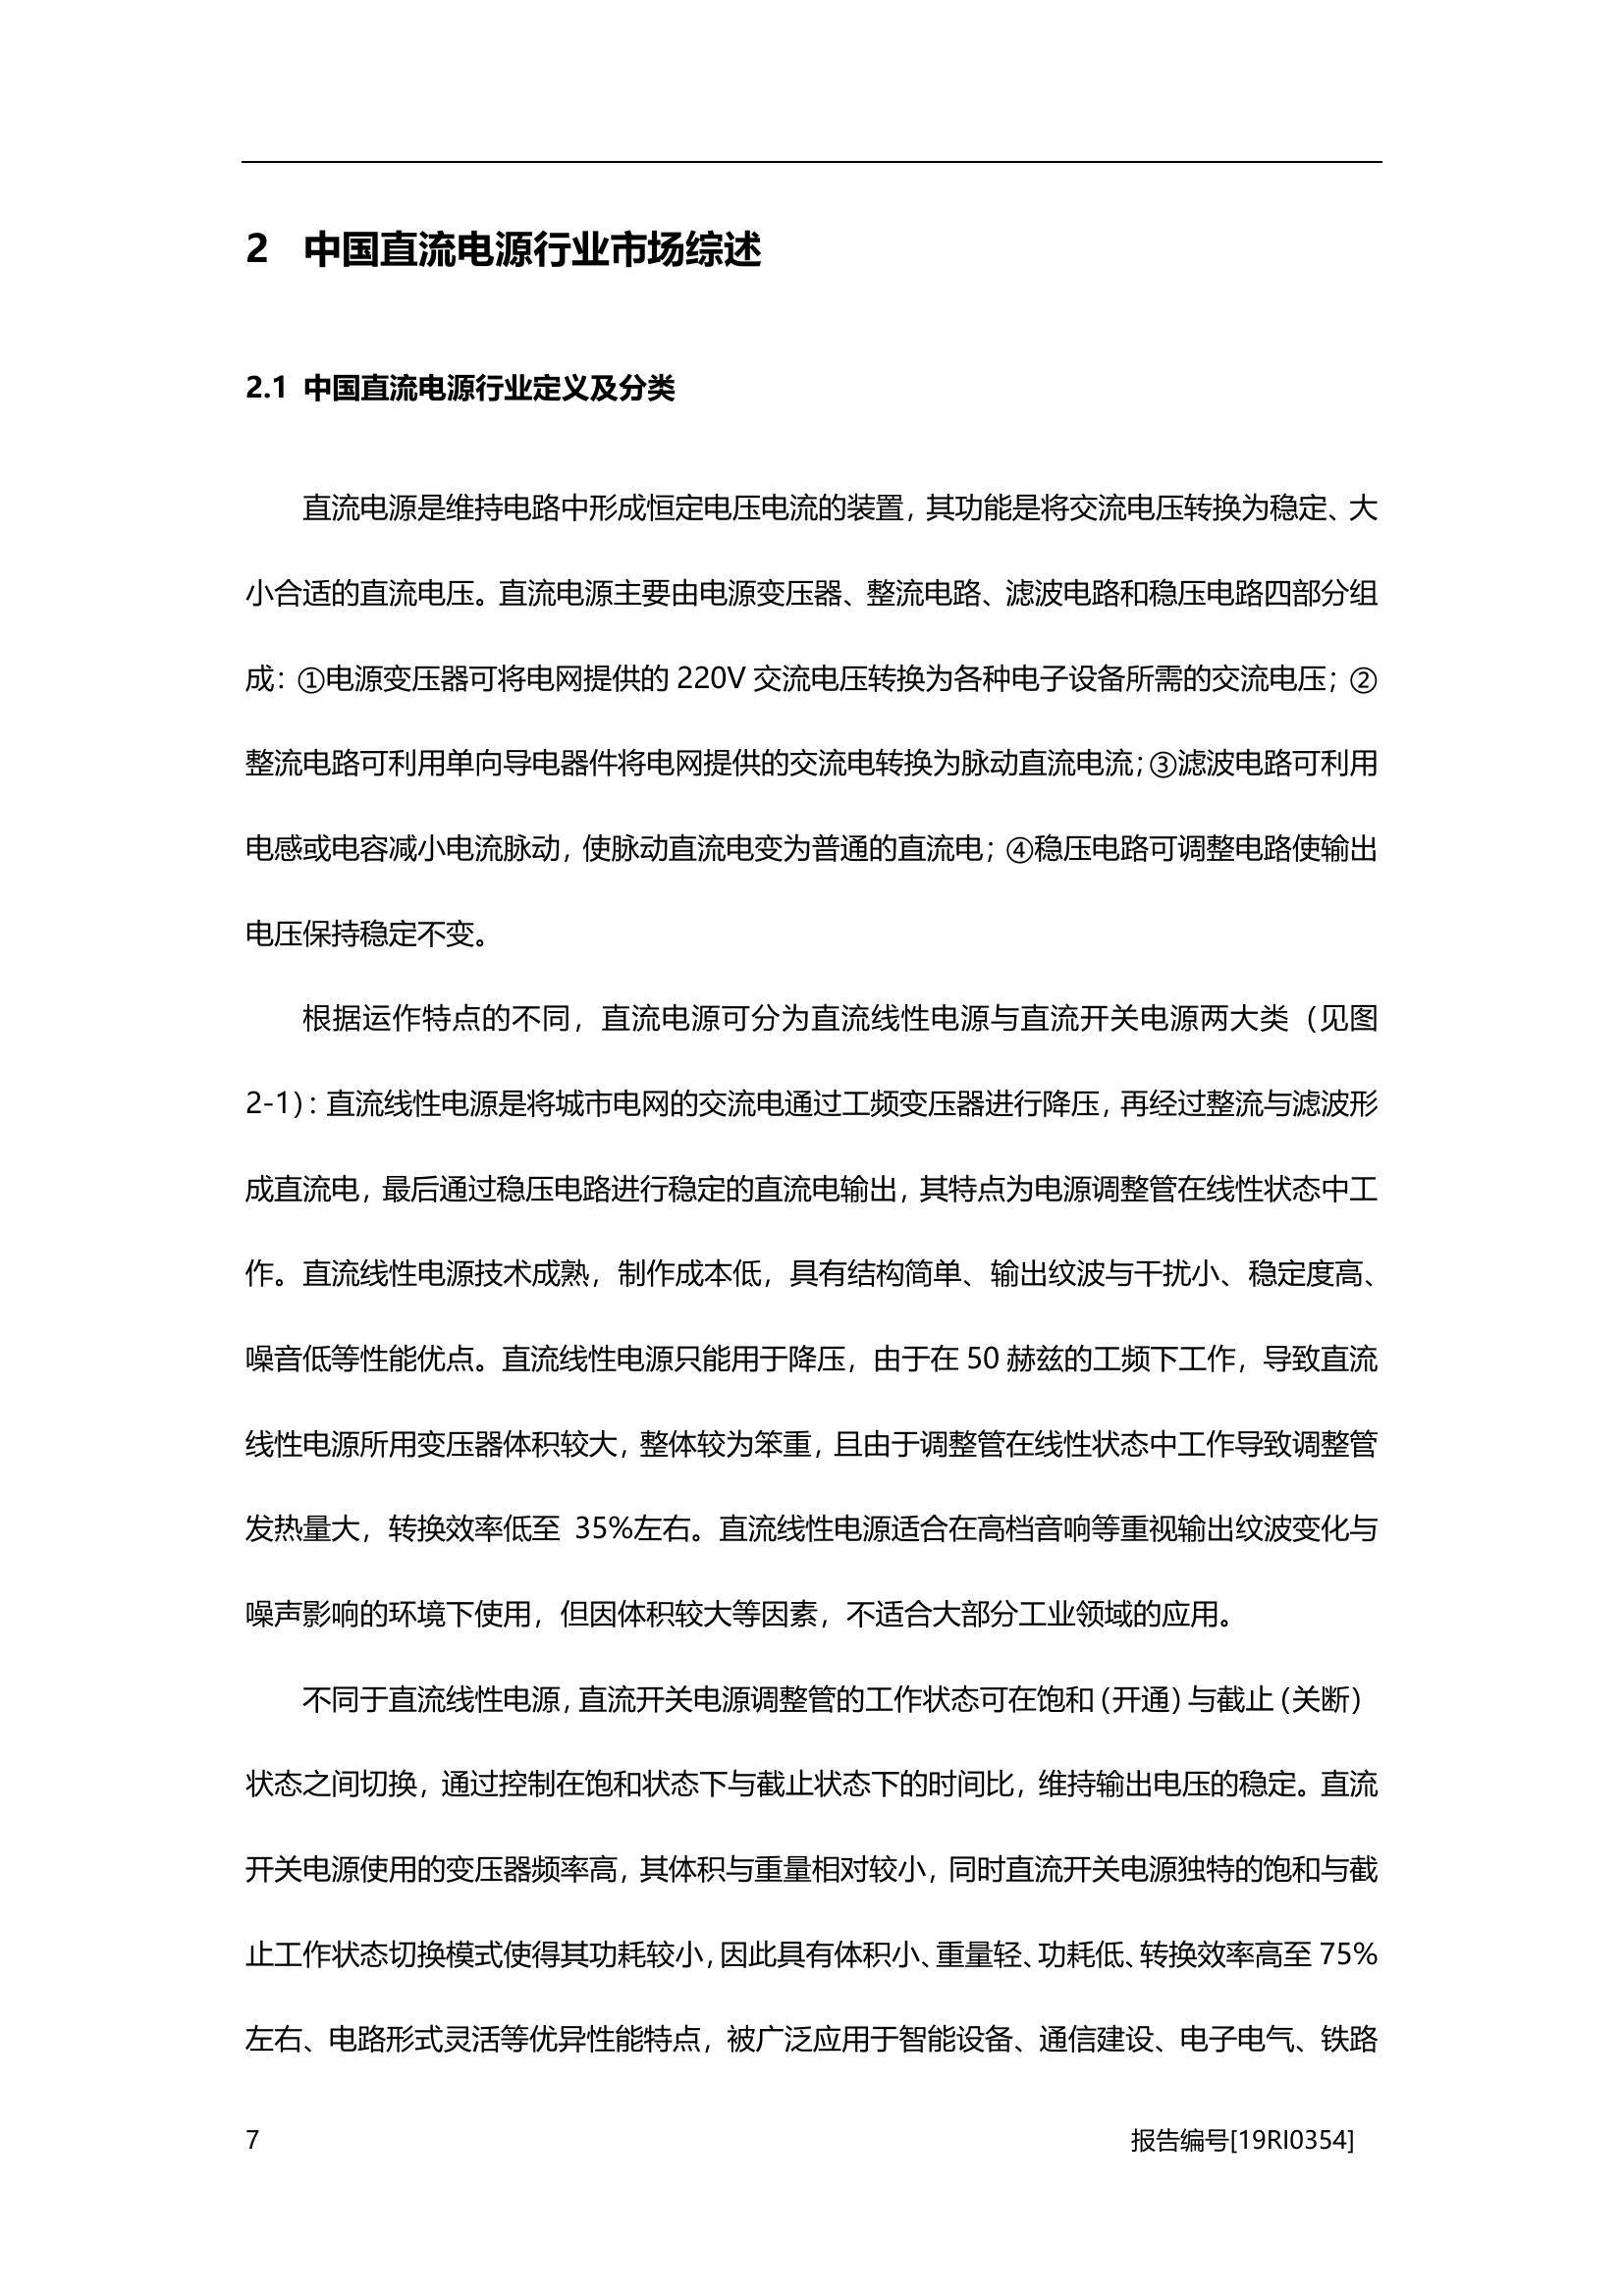 2 中国直流电源行业市场综述
2.1 中国直流电源行业定义及分类
直流电源是维持电路中形成恒定电压电流的装置，其功能是将交流电压转换为稳定、大
小合适的直流电压。直流电源主要由电源变压器、整流电路、滤波电路和稳压电路四部分组
成：①电源变压器可将电网提供的 220V 交流电压转换为各种电子设备所需的交流电压；②
整流电路可利用单向导电器件将电网提供的交流电转换为脉动直流电流；③滤波电路可利用
电感或电容减小电流脉动，使脉动直流电变为普通的直流电；④稳压电路可调整电路使输出
电压保持稳定不变。
根据运作特点的不同，直流电源可分为直流线性电源与直流开关电源两大类（见图
2-1）：直流线性电源是将城市电网的交流电通过工频变压器进行降压，再经过整流与滤波形
成直流电，最后通过稳压电路进行稳定的直流电输出，其特点为电源调整管在线性状态中工
作。直流线性电源技术成熟，制作成本低，具有结构简单、输出纹波与干扰小、稳定度高、
噪音低等性能优点。直流线性电源只能用于降压，由于在 50 赫兹的工频下工作，导致直流
线性电源所用变压器体积较大，整体较为笨重，且由于调整管在线性状态中工作导致调整管
发热量大，转换效率低至 35%左右。直流线性电源适合在高档音响等重视输出纹波变化与
噪声影响的环境下使用，但因体积较大等因素，不适合大部分工业领域的应用。
不同于直流线性电源，直流开关电源调整管的工作状态可在饱和（开通）与截止（关断）
状态之间切换，通过控制在饱和状态下与截止状态下的时间比，维持输出电压的稳定。直流
开关电源使用的变压器频率高，其体积与重量相对较小，同时直流开关电源独特的饱和与截
止工作状态切换模式使得其功耗较小，因此具有体积小、重量轻、功耗低、转换效率高至 75%
左右、电路形式灵活等优异性能特点，被广泛应用于智能设备、通信建设、电子电气、铁路
7 报告编号[19RI0354]